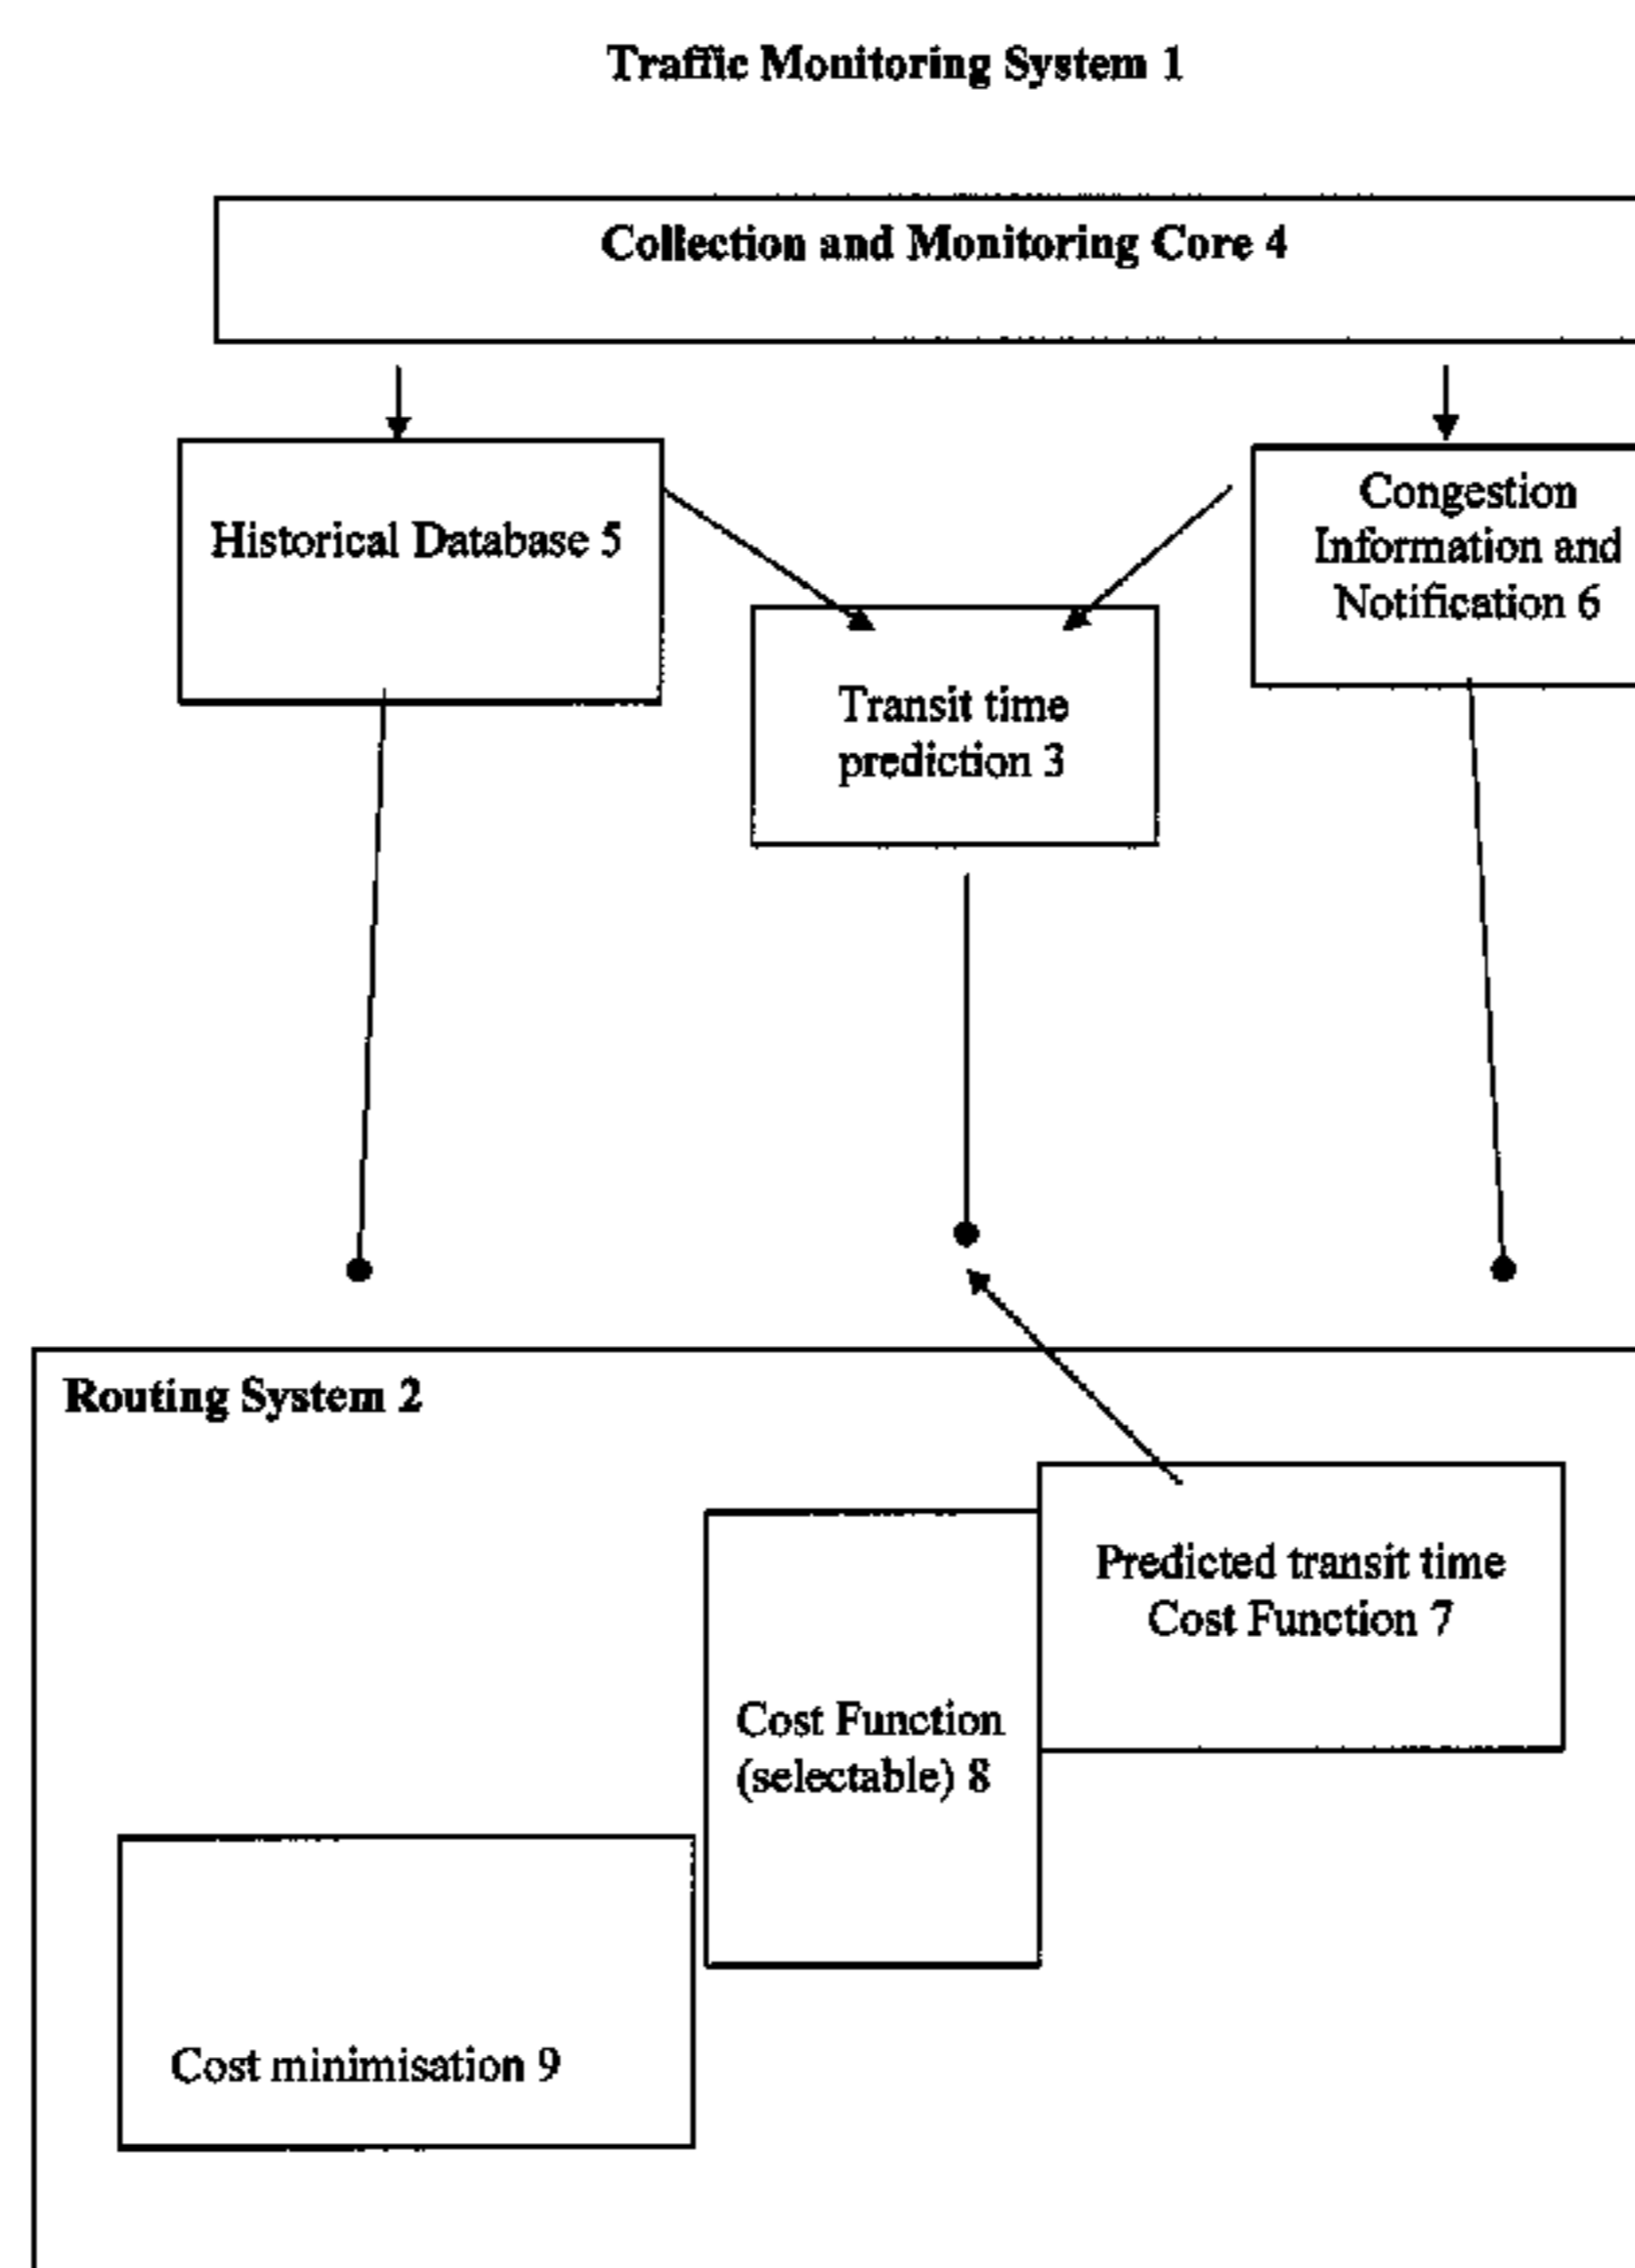 Traffic Monitoring System 1
Collection and Monitoring Core 4
Historical Database 5
Congestion
Information and
Notification 6
Transit time
prediction 3
Routing System 2
Predicted transit time
Cost Function 7
Cost Function
(selectable) 8
Cost minimisation 9